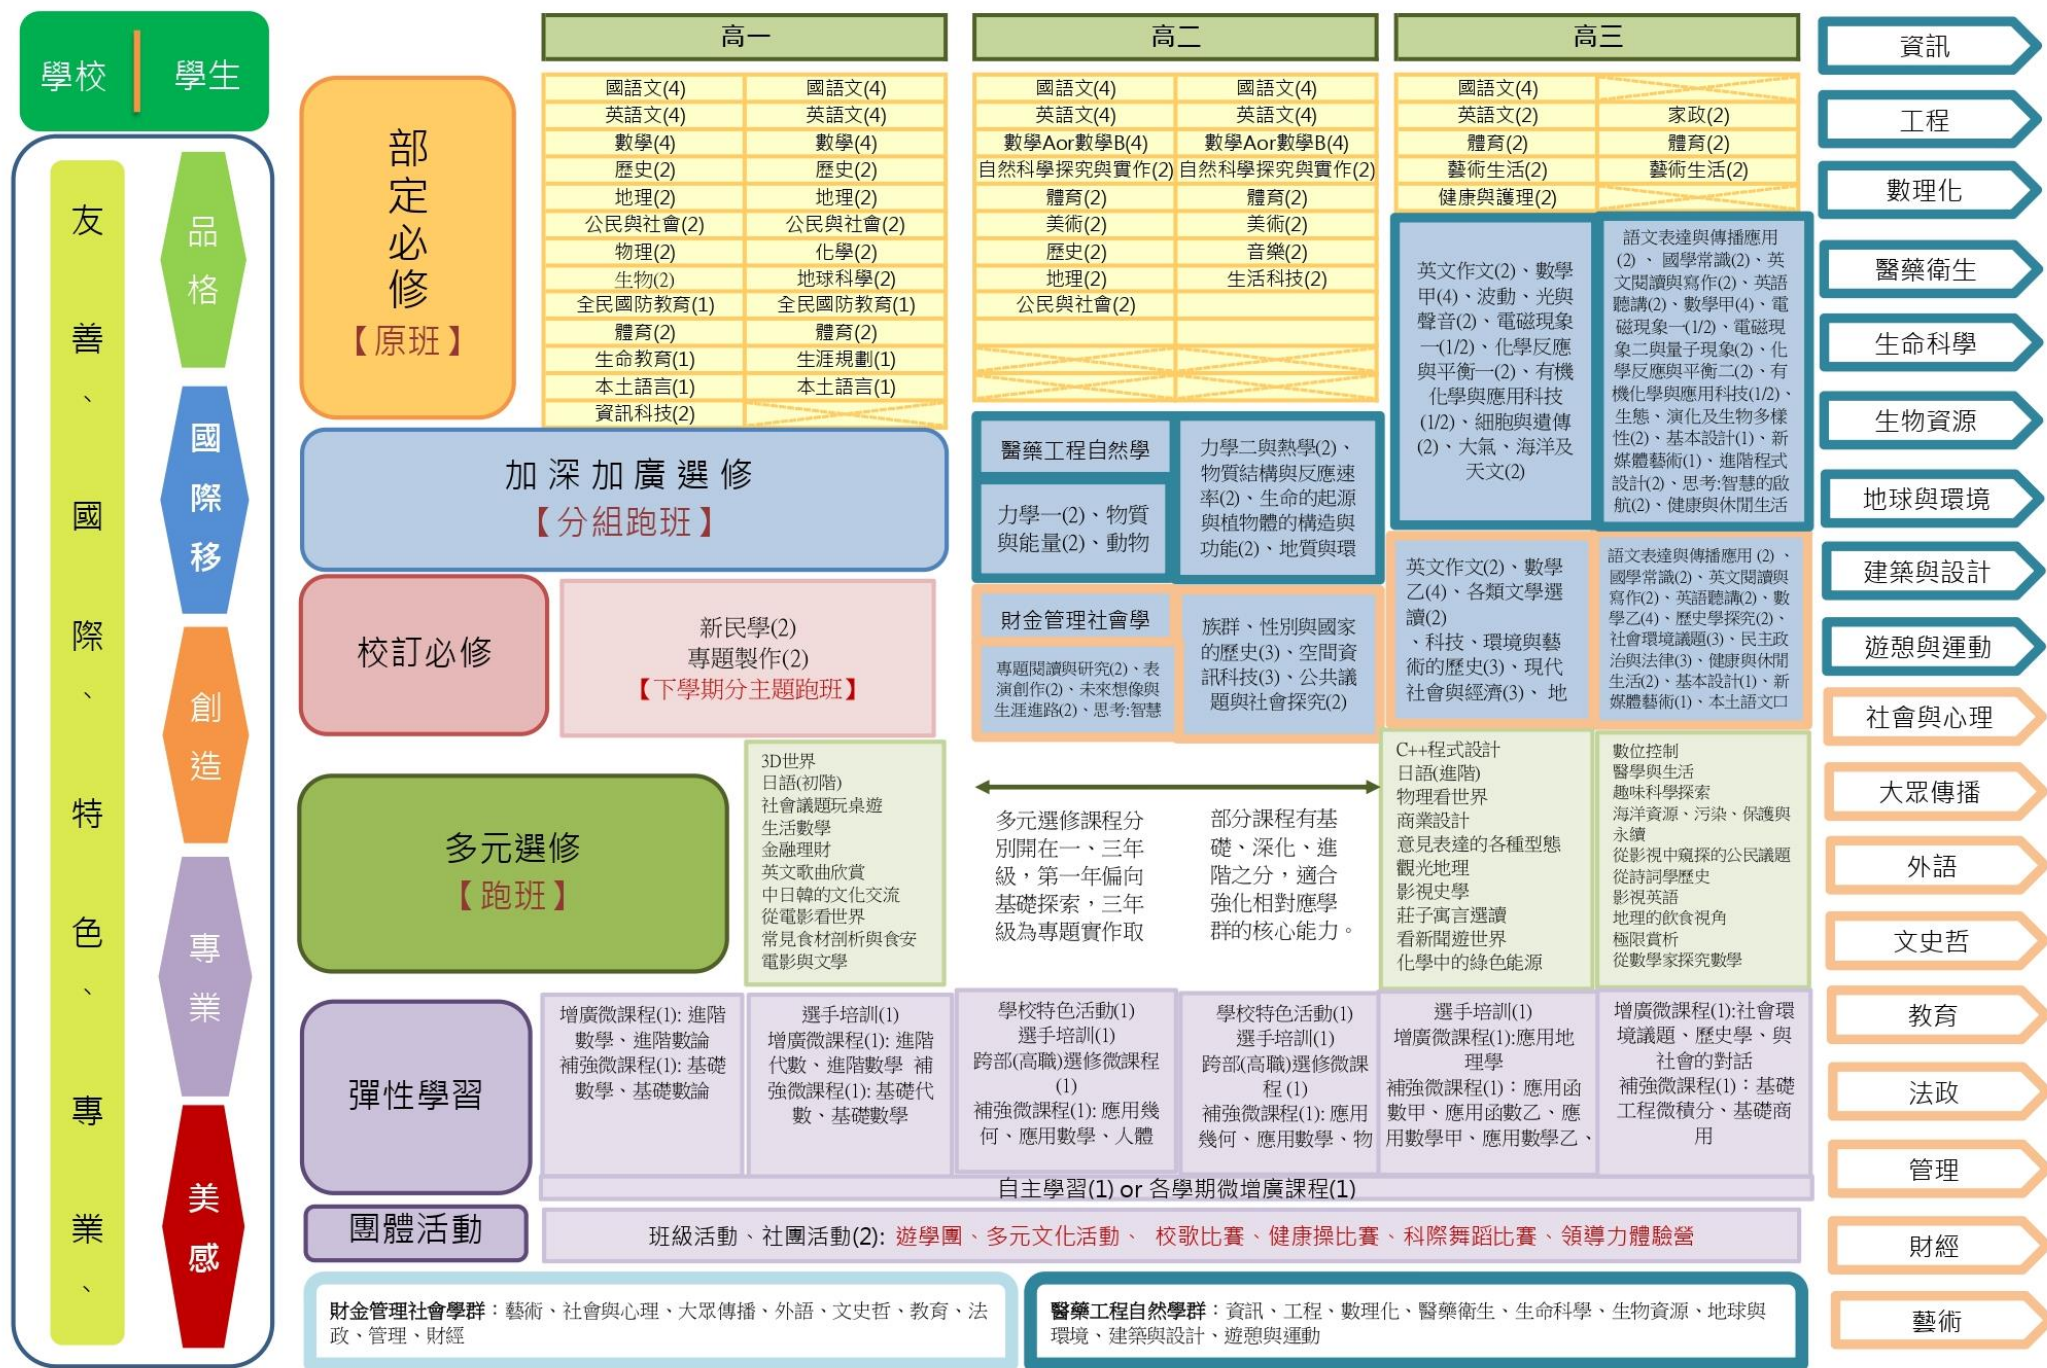 學校
學生
友善、國際、特色、專業、
品格
國際移
創造
專業
美感
高一
高二
高三
部定必修
【原班】
國語文(4)
英語文(4)
數學(4)
歷史(2)
地理(2)
公民與社會(2)
物理(2)
生物(2)
全民國防教育(1)
體育(2)
生命教育(1)
本土語言(1)
資訊科技(2)
國語文(4)
英語文(4)
數學(4)
歷史(2)
地理(2)
公民與社會(2)
化學(2)
地球科學(2)
全民國防教育(1)
體育(2)
生涯規劃(1)
本土語言(1)
國語文(4)
英語文(4)
數學Aor數學B(4)
自然科學探究與實作(2)
體育(2)
美術(2)
歷史(2)
地理(2)
公民與社會(2)
國語文(4)
英語文(4)
數學Aor數學B(4)
自然科學探究與實作(2)
體育(2)
美術(2)
音樂(2)
生活科技(2)
國語文(4)
英語文(2)
體育(2)
藝術生活(2)
健康與護理(2)
家政(2)
體育(2)
藝術生活(2)
加深加廣選修
【分組跑班】
醫藥工程自然學
力學一(2)、物質
與能量(2)、動物
力學二與熱學(2)、
物質結構與反應速
率(2)、生命的起源
與植物體的構造與
功能(2)、地質與環
英文作文(2)、數學
甲(4)、波動、光與
聲音(2)、電磁現象
一(1/2)、化學反應
與平衡一(2)、有機
化學與應用科技
(1/2)、細胞與遺傳
(2)、大氣、海洋及
天文(2)
語文表達與傳播應用
(2) 、 國學常識(2)、英
文閱讀與寫作(2)、英語
聽講(2)、數學甲(4)、電
磁現象一(1/2)、電磁現
象二與量子現象(2)、化
學反應與平衡二(2)、有
機化學與應用科技(1/2)、
生態、演化及生物多樣
性(2)、基本設計(1)、新
媒體藝術(1)、進階程式
設計(2)、思考:智慧的啟
航(2)、健康與休閒生活
財金管理社會學
專題閱讀與研究(2)、表
演創作(2)、未來想像與
生涯進路(2)、思考:智慧
族群、性別與國家
的歷史(3)、空間資
訊科技(3)、公共議
題與社會探究(2)
英文作文(2)、數學
乙(4)、各類文學選
讀(2)
、科技、環境與藝
術的歷史(3)、現代
社會與經濟(3)、 地
語文表達與傳播應用 (2) 、
國學常識(2)、英文閱讀與
寫作(2)、英語聽講(2)、數
學乙(4)、歷史學探究(2)、
社會環境議題(3)、民主政
治與法律(3)、健康與休閒
生活(2)、基本設計(1)、新
媒體藝術(1)、本土語文口
校訂必修
新民學(2)
專題製作(2)
【下學期分主題跑班】
多元選修
【跑班】
3D世界
日語(初階)
社會議題玩桌遊
生活數學
金融理財
英文歌曲欣賞
中日韓的文化交流
從電影看世界
常見食材剖析與食安
電影與文學
多元選修課程分
別開在一、三年
級，第一年偏向
基礎探索，三年
級為專題實作取
部分課程有基
礎、深化、進
階之分，適合
強化相對應學
群的核心能力。
C++程式設計
日語(進階)
物理看世界
商業設計
意見表達的各種型態
觀光地理
影視史學
莊子寓言選讀
看新聞遊世界
化學中的綠色能源
數位控制
醫學與生活
趣味科學探索
海洋資源、污染、保護與
永續
從影視中窺探的公民議題
從詩詞學歷史
影視英語
地理的飲食視角
極限賞析
從數學家探究數學
彈性學習
增廣微課程(1): 進階
數學、進階數論
補強微課程(1): 基礎
數學、基礎數論
選手培訓(1)
增廣微課程(1): 進階
代數、進階數學 補
強微課程(1): 基礎代
數、基礎數學
學校特色活動(1)
選手培訓(1)
跨部(高職)選修微課程
(1)
補強微課程(1): 應用幾
何、應用數學、人體
學校特色活動(1)
選手培訓(1)
跨部(高職)選修微課
程 (1)
補強微課程(1): 應用
幾何、應用數學、物
選手培訓(1)
增廣微課程(1):應用地
理學
補強微課程(1)：應用函
數甲、應用函數乙、應
用數學甲、應用數學乙、
增廣微課程(1):社會環
境議題、歷史學、與
社會的對話
補強微課程(1)：基礎
工程微積分、基礎商
用
自主學習(1) or 各學期微增廣課程(1)
團體活動
班級活動、社團活動(2): 遊學團、多元文化活動、 校歌比賽、健康操比賽、科際舞蹈比賽、領導力體驗營
財金管理社會學群：藝術、社會與心理、大眾傳播、外語、文史哲、教育、法
政、管理、財經
醫藥工程自然學群：資訊、工程、數理化、醫藥衛生、生命科學、生物資源、地球與
環境、建築與設計、遊憩與運動
資訊
工程
數理化
醫藥衛生
生命科學
生物資源
地球與環境
建築與設計
遊憩與運動
社會與心理
大眾傳播
外語
文史哲
教育
法政
管理
財經
藝術